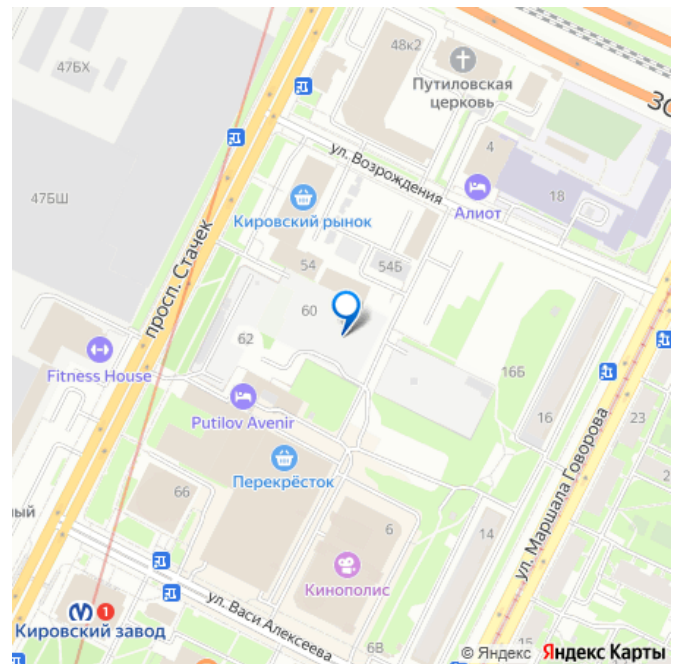 48к2
47БХ
Путиловская
церковь
ул. Возрождения
4
Алиот
18
47БШ
Кировский рынок
просп. Стачек
54
54Б
60
62
Fitness House
16Б
Putilov Avenir
16
23
Перекрёсток
66
ул. Маршала Говорова
6
14
Кинополис
ул. Васи Алексеева
1
Кировский завод
6В
© Яндекс Яндекс Карты